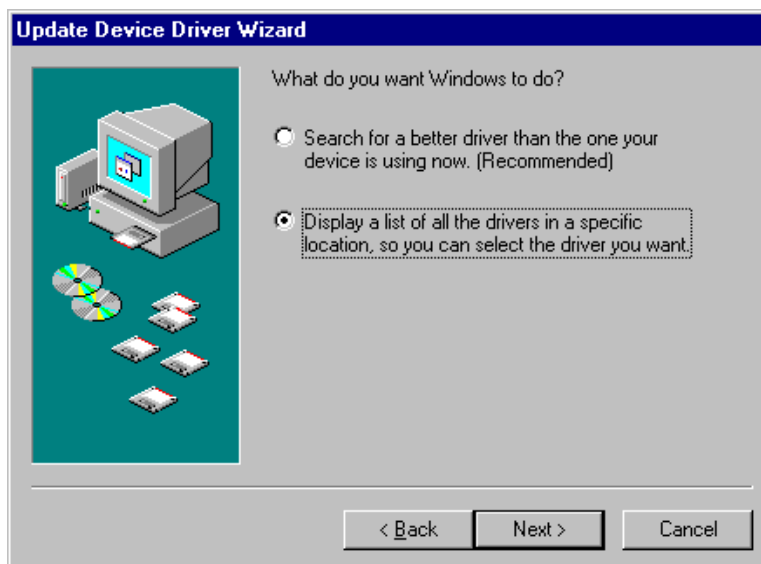 Update Device Driver Wizard
What do you want Windows to do?
Search for a better driver than the one your
device is using now. (Recommended)
Display a list of all the drivers in a specific
location, so you can select the driver you want.
< Back
Next >
Cancel